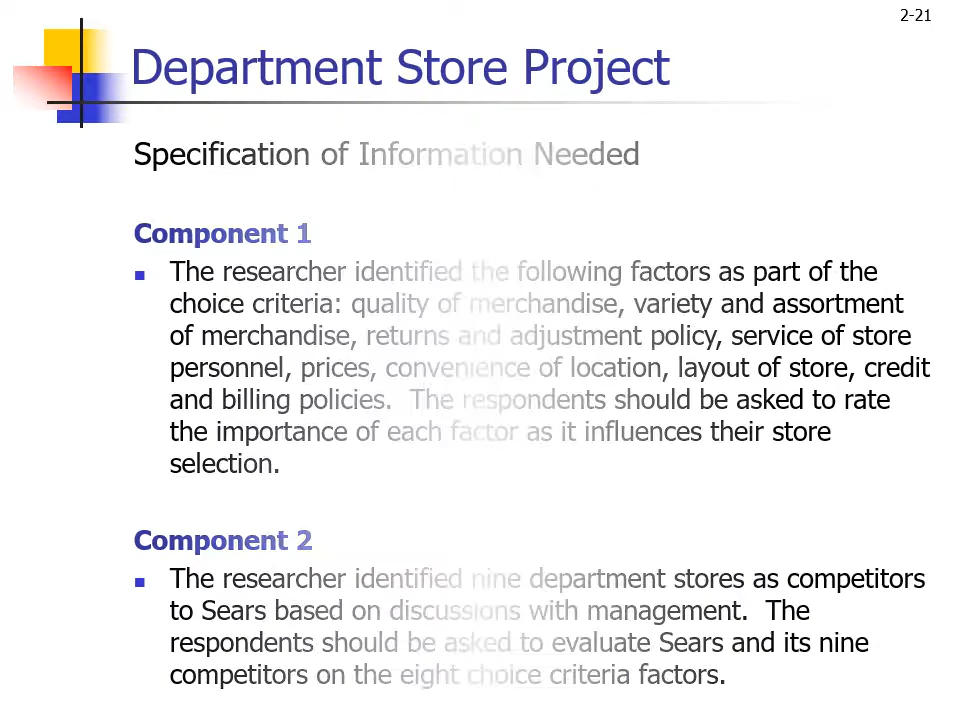 2-21
Department Store Project
Specification of Information Needed
Component 1
The researcher identified the following factors as part of the
choice criteria: quality of merchandise, variety and assortment
of merchandise, returns and adjustment policy, service of store
personnel, prices, convenience of location, layout of store, credit
and billing policies.  The respondents should be asked to rate
the importance of each factor as it influences their store
selection.
Component 2
The researcher identified nine department stores as competitors
to Sears based on discussions with management.  The
respondents should be asked to evaluate Sears and its nine
competitors on the eight choice criteria factors.